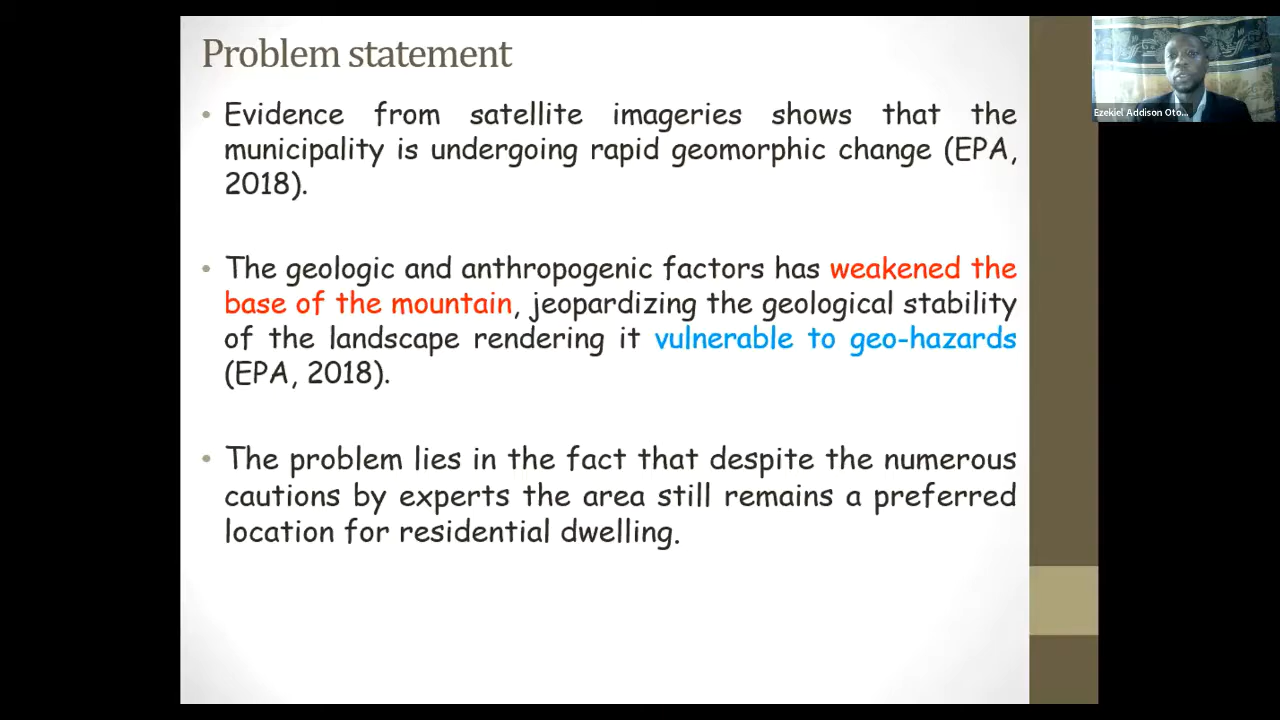 Problem statement
• Evidence from satellite imageries shows that the
municipality is undergoing rapid geomorphic change (EPA,
2018).
• The geologic and anthropogenic factors has weakened the
base of the mountain, jeopardizing the geological stability
of the landscape rendering it vulnerable to geo-hazards
(EPA, 2018).
• The problem lies in the fact that despite the numerous
cautions by experts the area still remains a preferred
location for residential dwelling.
Ezekiel Addison Oto...